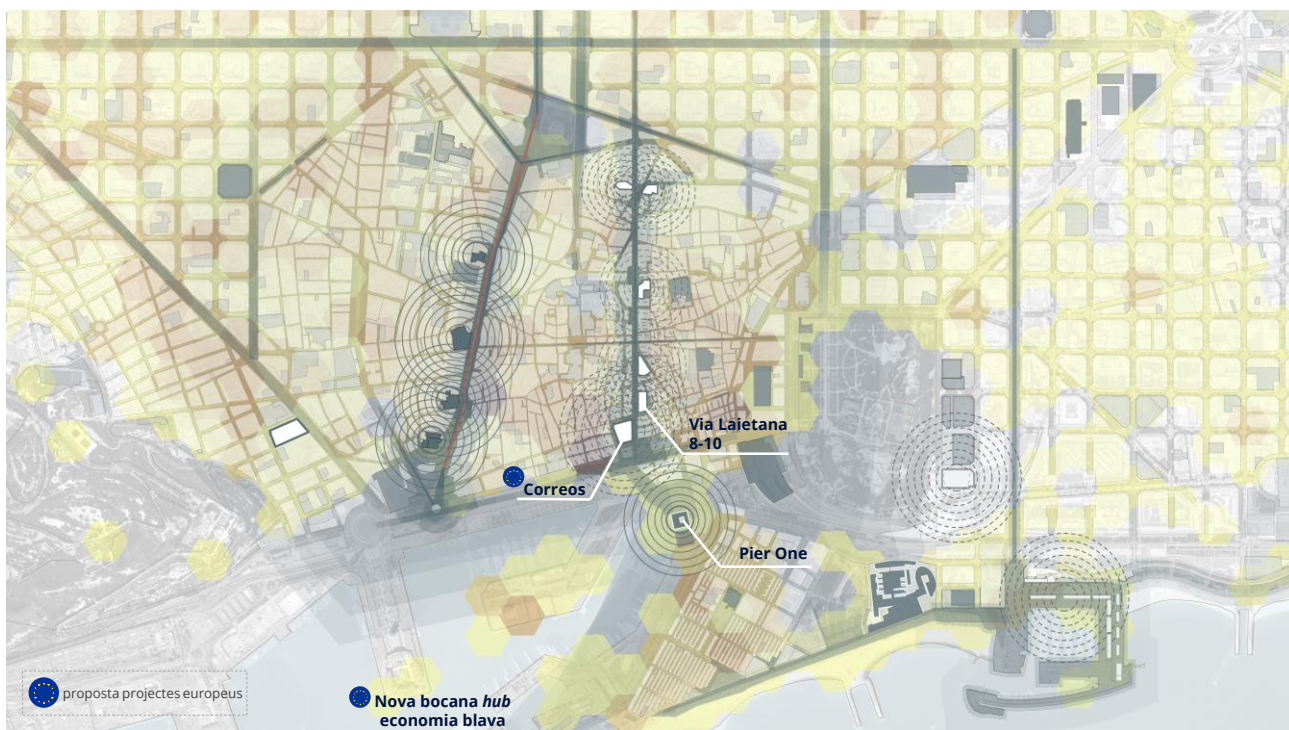 Via Laietana
8-10
Correos
Pier One
proposta projectes europeus
Nova bocana hub
economia blava